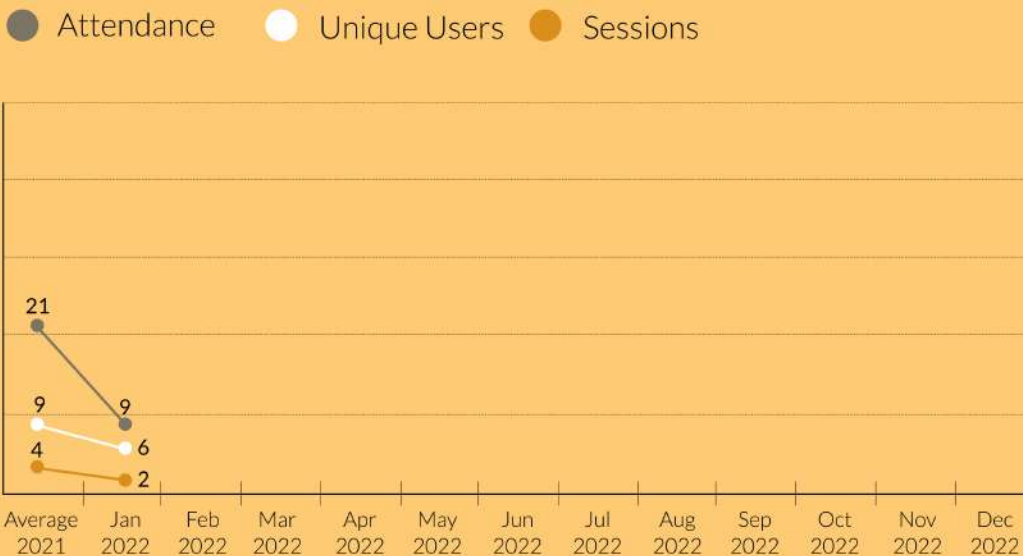 Attendance Unique Users Sessions
21
9 9
6
4
2
Average Jan Feb Mar Apr May Jun Jul Aug Sep Oct Nov Dec
2021 2022 2022 2022 2022 2022 2022 2022 2022 2022 2022 2022 2022